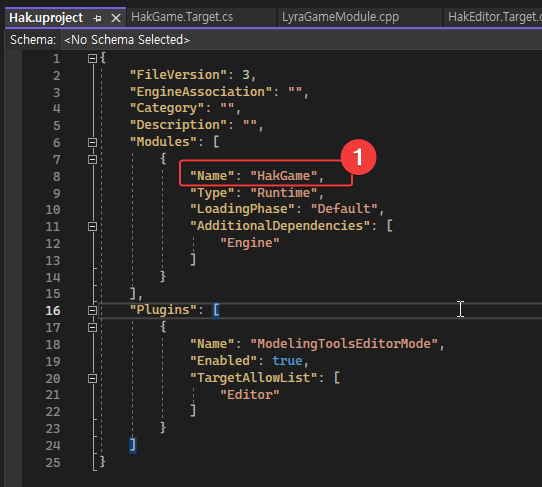 Hak.uproject HakGame.Target.cs LyraGameModule.cpp HakEditor.Target.c
Schema: <No Schema Selected>
1 {
2 "FileVersion": 3,
3 "EngineAssociation": "",
4 "Category": "",
5 "Description": "",
6 "Modules": [
7 {
1
8 "Name": "HakGame",
9 "Type": "Runtime",
10 "LoadingPhase": "Default",
11 "AdditionalDependencies": [
12 "Engine"
13 ]
14 }
15 ],
16 "Plugins": [
17 {
18 "Name": "ModelingToolsEditorMode",
19 "Enabled": true,
20 "TargetAllowList": [
21 "Editor"
22 ]
23 }
24 ]
25 }